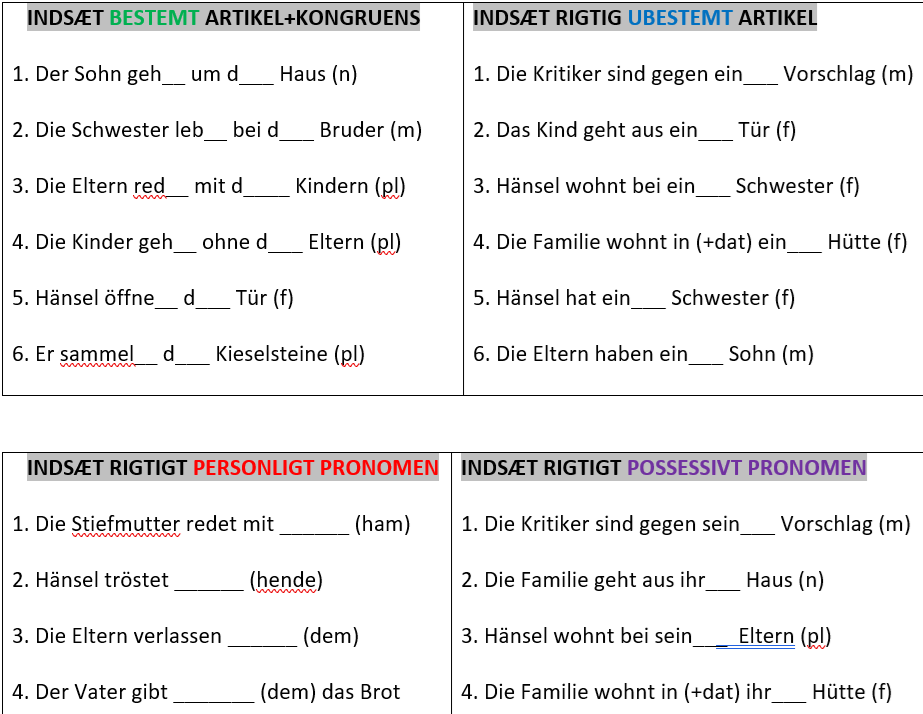 INDSÆT BESTEMT ARTIKEL+KONGRUENS
1. Der Sohn geh__ um d___ Haus (n)
2. Die Schwester leb__ bei d___ Bruder (m)
3. Die Eltern red__ mit d____ Kindern (pl)
4. Die Kinder geh__ ohne d___ Eltern (pl)
5. Hänsel öffne__ d___ Tür (f)
6. Er sammel__ d___ Kieselsteine (pl)
INDSÆT RIGTIG UBESTEMT ARTIKEL
1. Die Kritiker sind gegen ein___ Vorschlag (m)
2. Das Kind geht aus ein___ Tür (f)
3. Hänsel wohnt bei ein___ Schwester (f)
4. Die Familie wohnt in (+dat) ein___ Hütte (f)
5. Hänsel hat ein___ Schwester (f)
6. Die Eltern haben ein___ Sohn (m)
INDSÆT RIGTIGT PERSONLIGT PRONOMEN
1. Die Stiefmutter redet mit ______ (ham)
2. Hänsel tröstet ______ (hende)
3. Die Eltern verlassen ______ (dem)
4. Der Vater gibt _______ (dem) das Brot
INDSÆT RIGTIGT POSSESSIVT PRONOMEN
1. Die Kritiker sind gegen sein___ Vorschlag (m)
2. Die Familie geht aus ihr___ Haus (n)
3. Hänsel wohnt bei sein___ Eltern (pl)
4. Die Familie wohnt in (+dat) ihr___ Hütte (f)